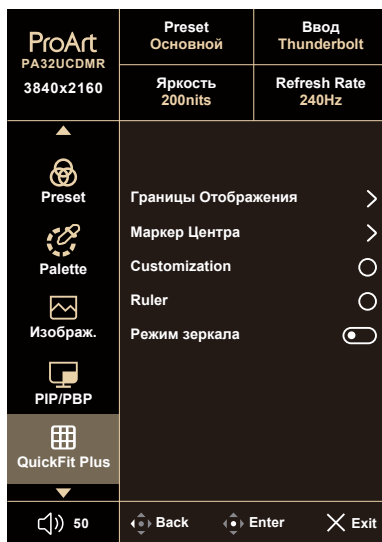 ProArt
PA32UCDMR
3840x2160
Preset
Основной
Ввод
Thunderbolt
Яркость
200nits
Refresh Rate
240Hz
Preset
Palette
Изображ.
PIP/PBP
QuickFit Plus
50
Границы Отображения
Маркер Центра
Customization
Ruler
Режим зеркала
Back
Enter
Exit